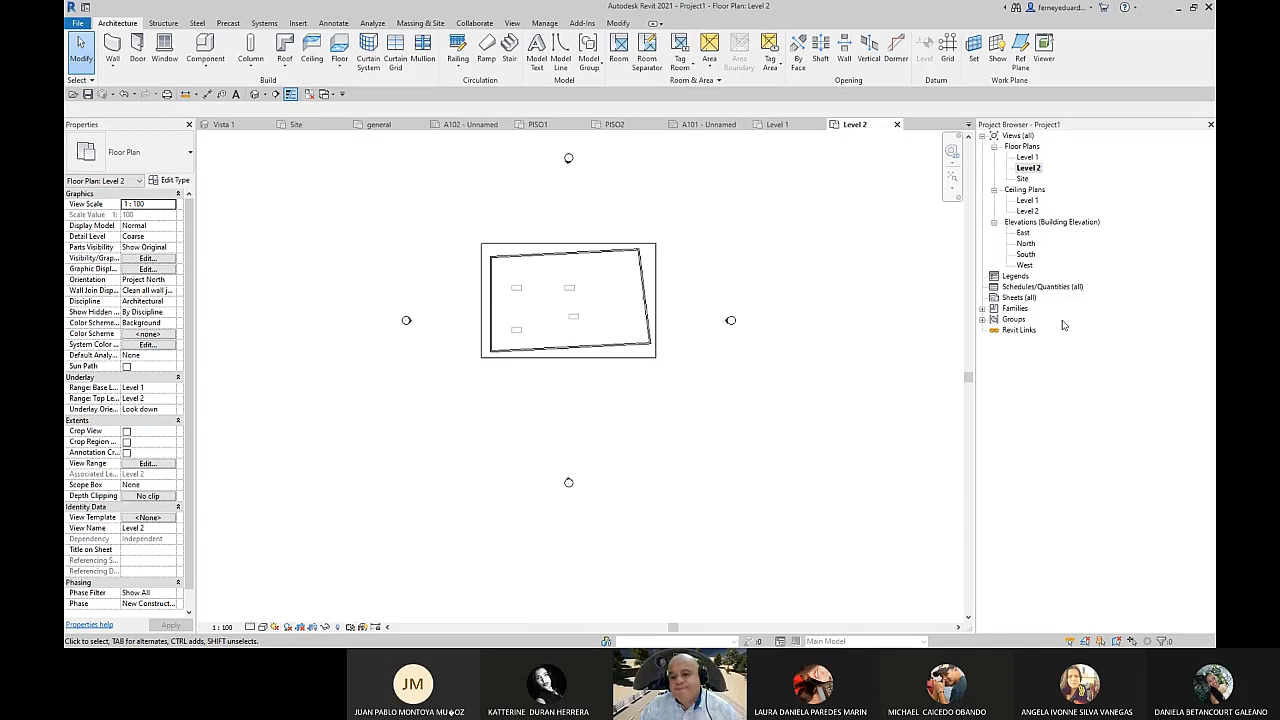 Autodesk Revit 2021 - Project1 - Floor Plan: Level 2
ferneyeduard...
File Architecture Structure Steel Precast Systems Insert Annotate Analyze Massing & Site Collaborate View Manage Add-Ins Modify
Modify Wall Door Window Component Column Roof Ceiling Floor Curtain System Curtain Grid Mullion Railing Ramp Stair Model Text Model Line Model Group Room Room Separator Tag Room Area Area Boundary Tag Area By Face Shaft Wall Vertical Dormer Level Grid Set Show Ref Plane Viewer
Select Build Circulation Model Room & Area Opening Datum Work Plane
Properties
Vista 1 Site general A102 - Unnamed PISO1 PISO2 A101 - Unnamed Level 1 Level 2
Project Browser - Project1
Floor Plan
Floor Plan: Level 2 Edit Type
Graphics
View Scale 1 : 100
Scale Value 1: 100
Display Model Normal
Detail Level Coarse
Parts Visibility Show Original
Visibility/Grap... Edit...
Graphic Displ... Edit...
Orientation Project North
Wall Join Disp... Clean all wall j...
Discipline Architectural
Show Hidden ... By Discipline
Color Scheme... Background
Color Scheme <none>
System Color ... Edit...
Default Analy... None
Sun Path
Underlay
Range: Base L... Level 1
Range: Top Le... Level 2
Underlay Orie... Look down
Extents
Crop View
Crop Region ...
Annotation Cr...
View Range Edit...
Associated Le... Level 2
Scope Box None
Depth Clipping No clip
Identity Data
View Template <None>
View Name Level 2
Dependency Independent
Title on Sheet
Referencing S...
Referencing D...
Phasing
Phase Filter Show All
Phase New Construct...
Properties help Apply
Views (all)
Floor Plans
Level 1
Level 2
Site
Ceiling Plans
Level 1
Level 2
Elevations (Building Elevation)
East
North
South
West
Legends
Schedules/Quantities (all)
Sheets (all)
Families
Groups
Revit Links
1 : 100
Click to select, TAB for alternates, CTRL adds, SHIFT unselects.
:0 Main Model :0
JM
JUAN PABLO MONTOYA MU�OZ KATTERINE DURAN HERRERA LAURA DANIELA PAREDES MARIN MICHAEL CAICEDO OBANDO ANGELA IVONNE SILVA VANEGAS DANIELA BETANCOURT GALEANO